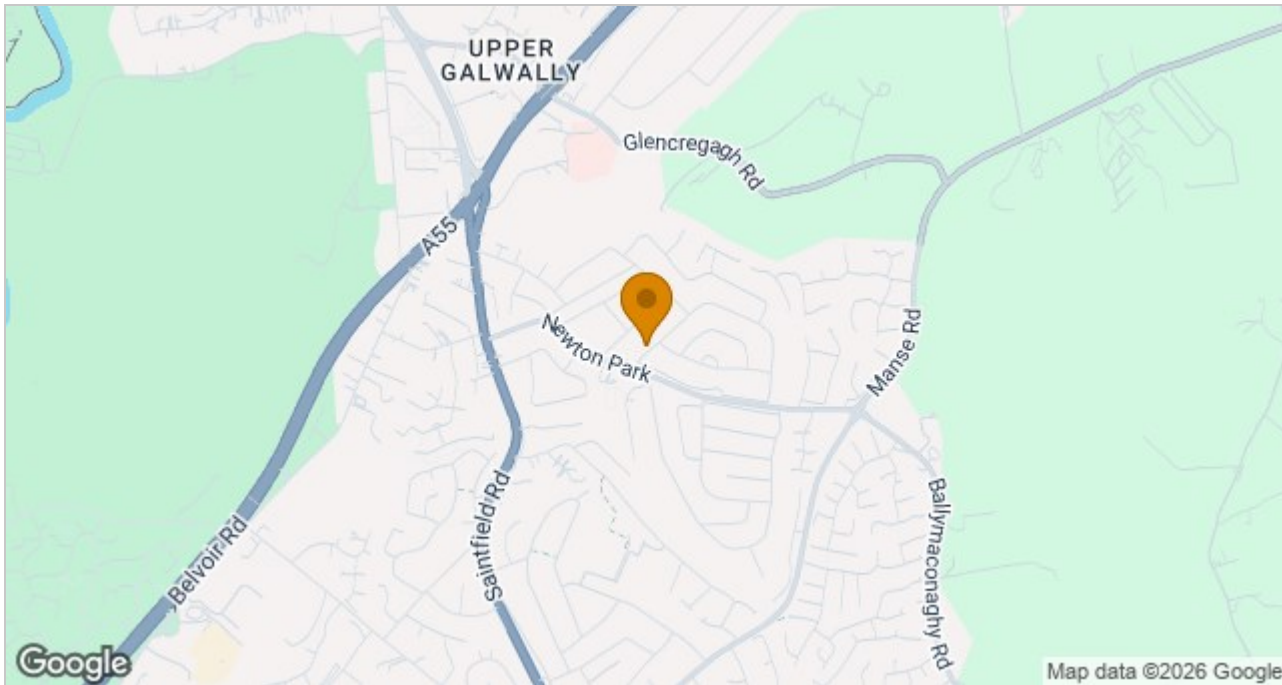 UPPER
GALWALLY
Glencregagh Rd
A55
Newton Park
Manse Rd
Saintfield Rd
Ballymaconaghy Rd
Belvoir Rd
Google
Map data ©2026 Google